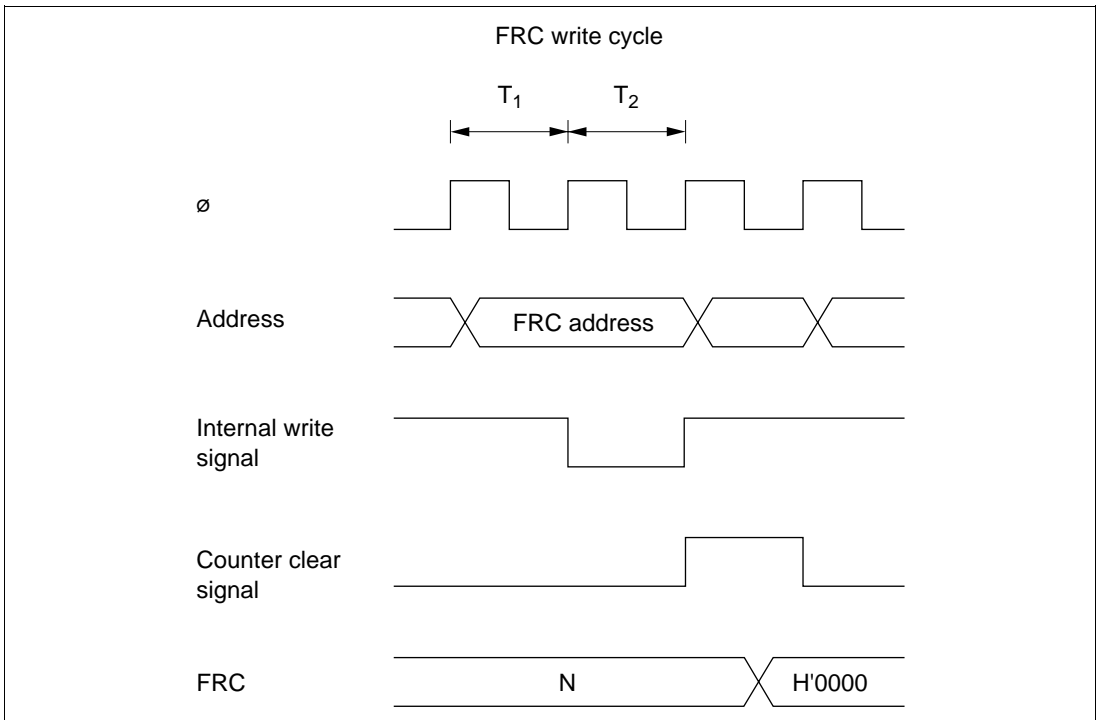 FRC write cycle
T1 T2
ø
Address
FRC address
Internal write
signal
Counter clear
signal
FRC
N
H'0000